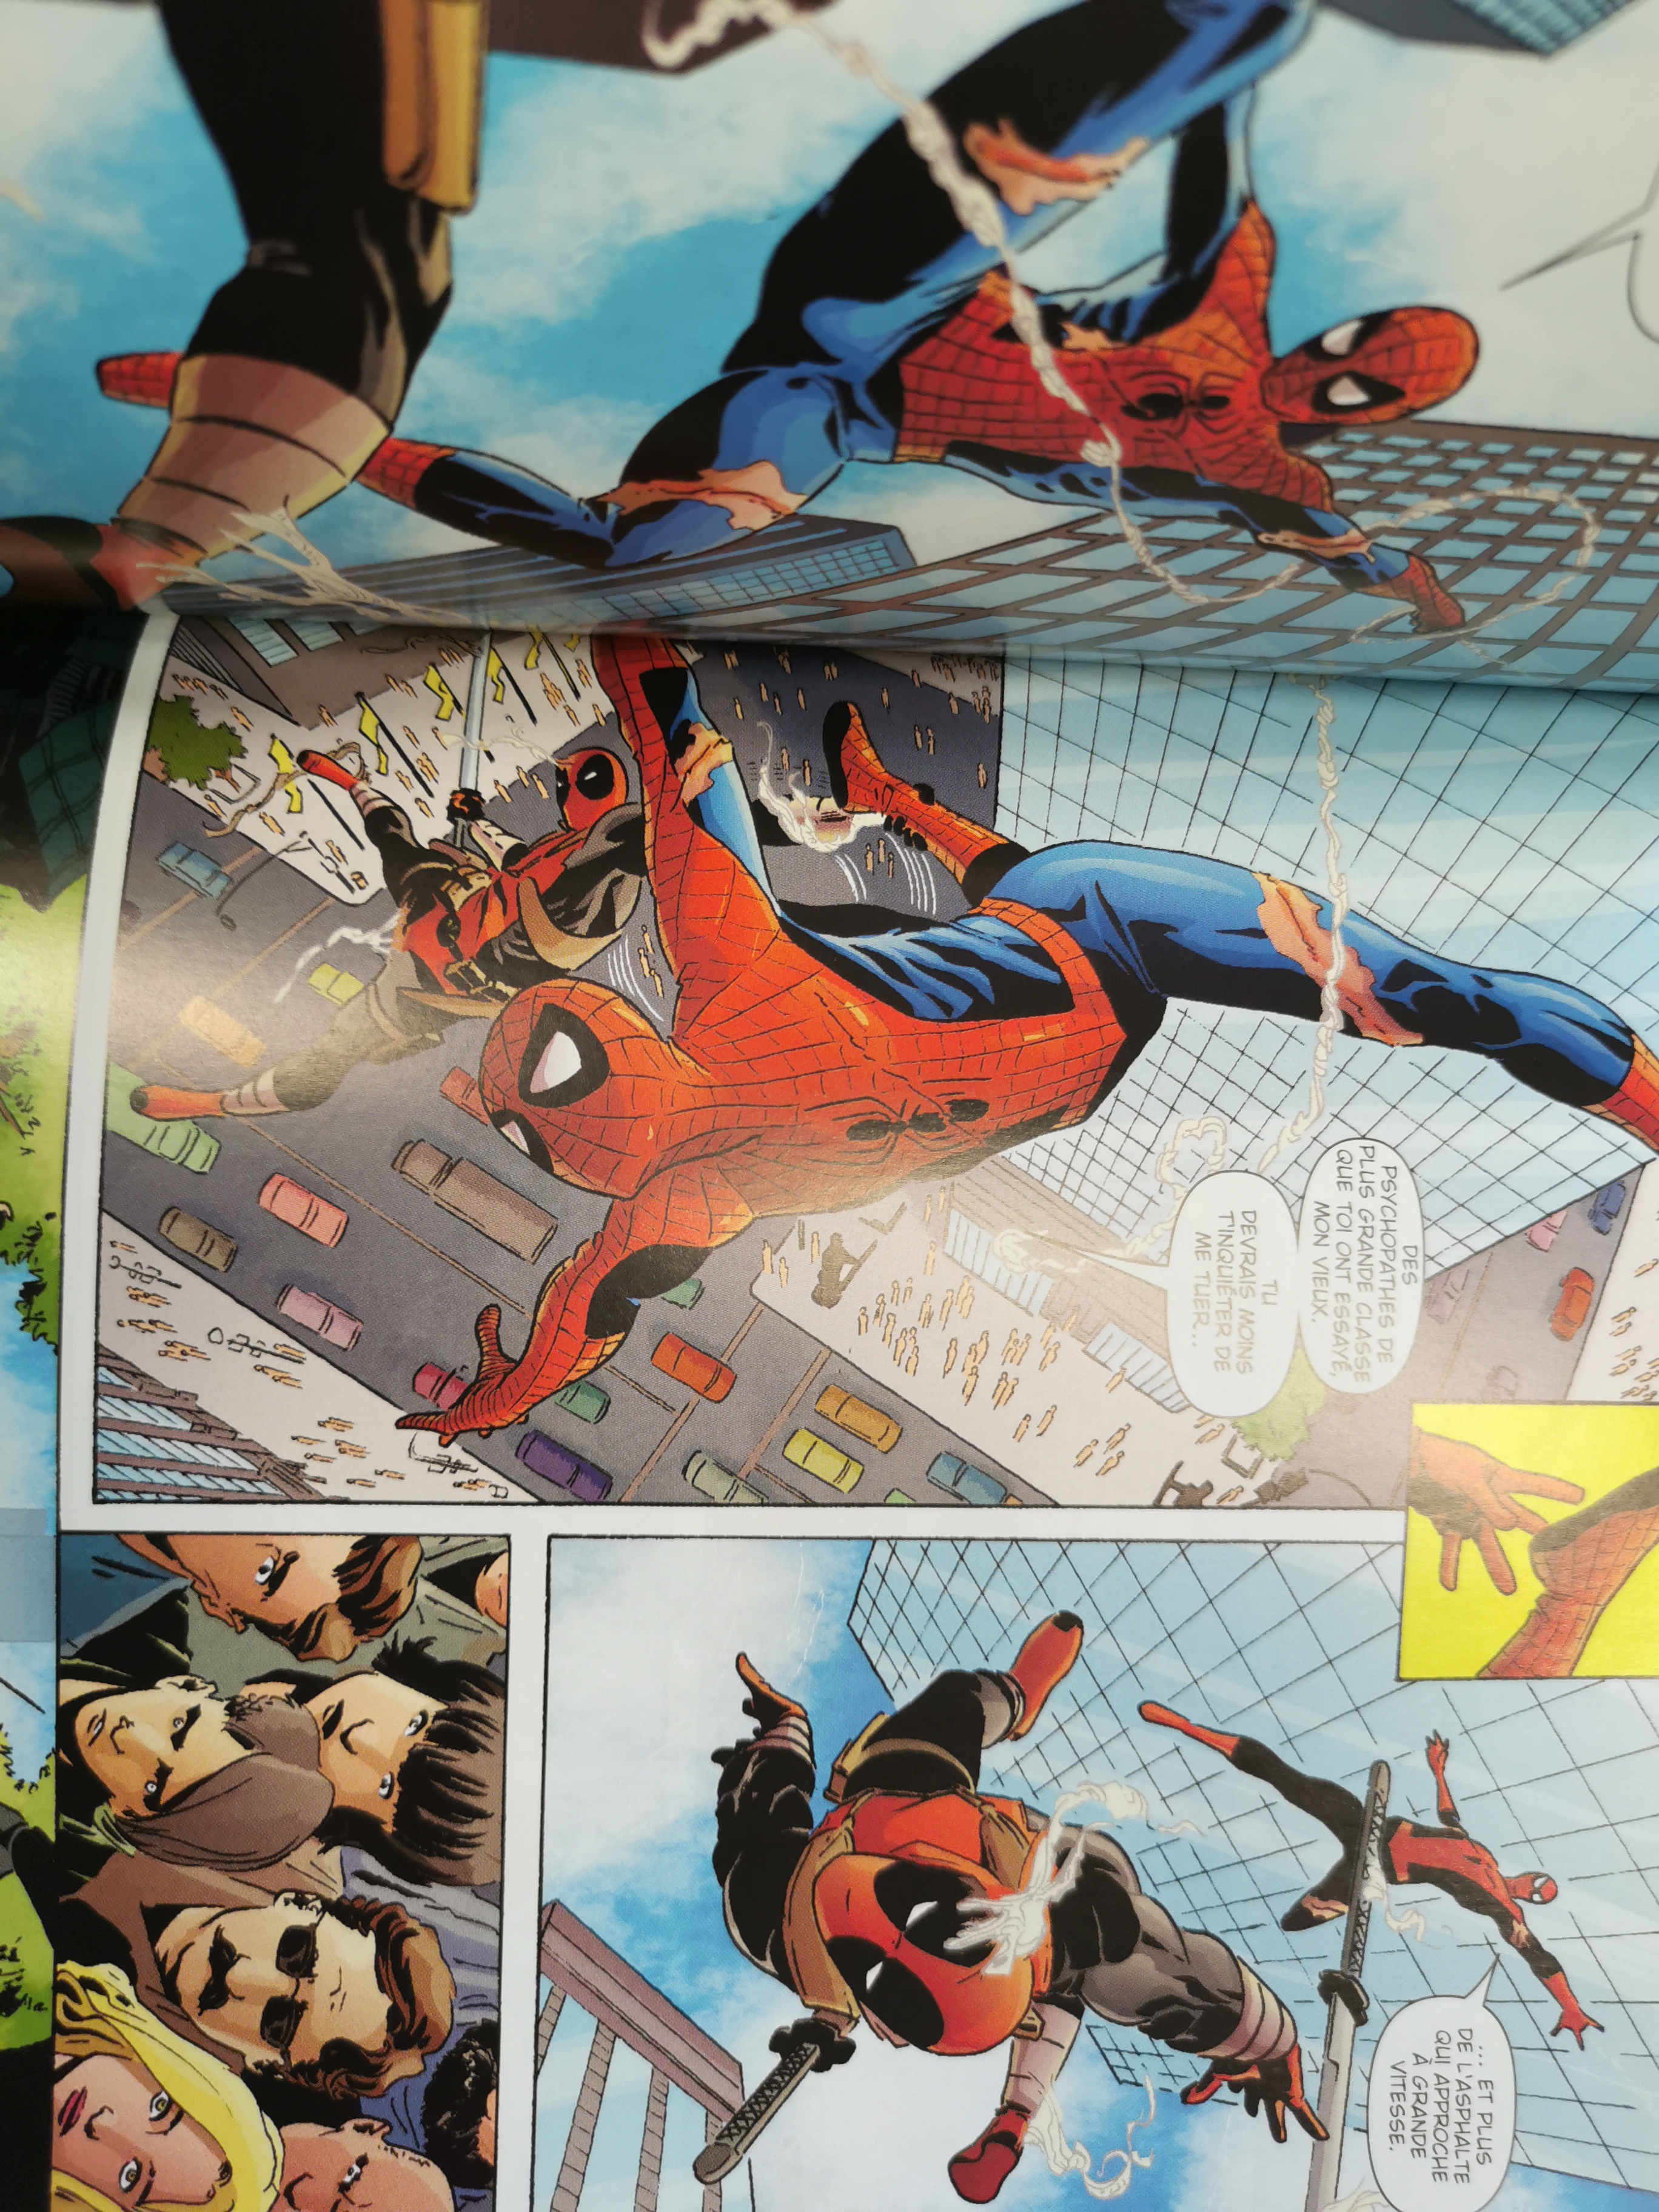 DES
PSYCHOPATHES DE
PLUS GRANDE CLASSE
QUE TOI ONT ESSAYÉ,
MON VIEUX.
TU
DEVRAIS MOINS
T'INQUIÉTER DE
ME TUER...
... ET PLUS
DE L'ASPHALTE
QUI APPROCHE
À GRANDE
VITESSE.